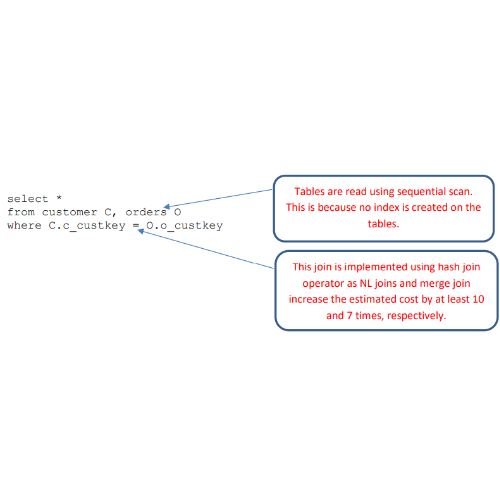 select *
from customer C, orders O
where C.c_custkey = O.o_custkey
Tables are read using sequential scan.
This is because no index is created on the
tables.
This join is implemented using hash join
operator as NL joins and merge join
increase the estimated cost by at least 10
and 7 times, respectively.